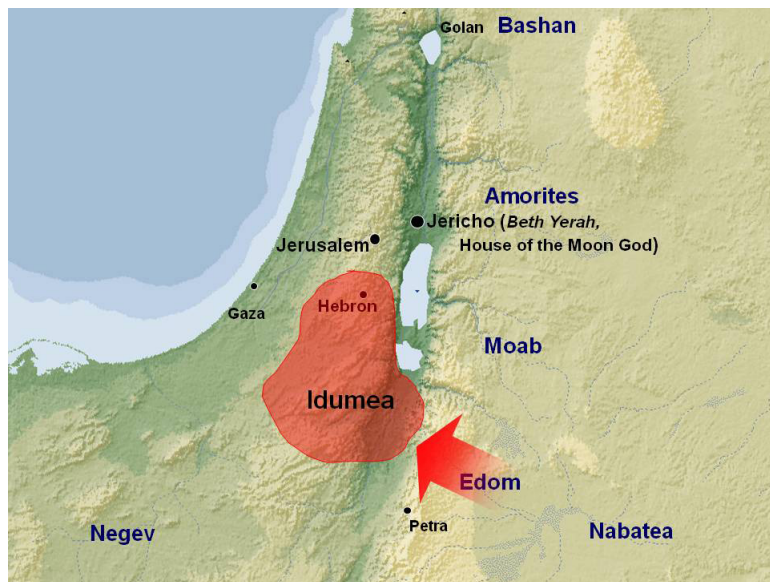 Golan
Bashan
Amorites
Jericho (Beth Yerah,
House of the Moon God)
Jerusalem
Gaza
Hebron
Moab
Idumea
Edom
Petra
Negev
Nabatea